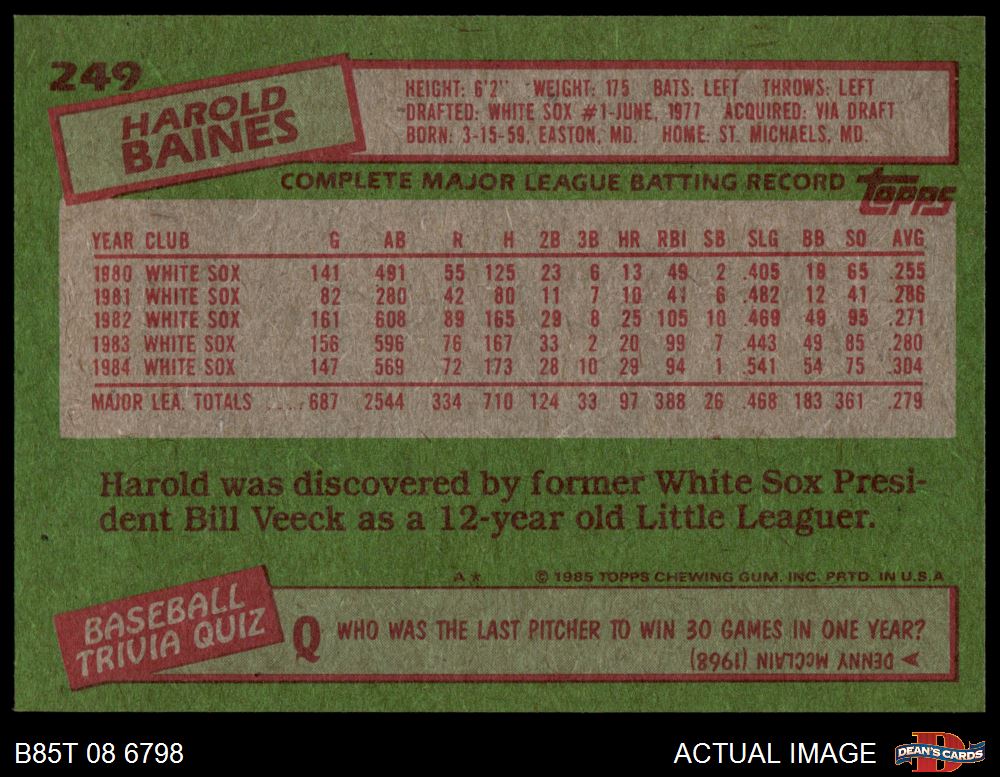 249
HAROLD
BAINES
HEIGHT: 6'2" WEIGHT: 175 BATS: LEFT THROWS: LEFT
DRAFTED: WHITE SOX #1-JUNE, 1977 ACQUIRED: VIA DRAFT
BORN: 3-15-59, EASTON, MD. HOME: ST. MICHAELS, MD.
COMPLETE MAJOR LEAGUE BATTING RECORD
TOPPS
YEAR CLUB G AB R H 2B 3B HR RBI SB SLG BB SO AVG
1980 WHITE SOX 141 491 55 125 23 6 13 49 2 .405 19 65 .255
1981 WHITE SOX 82 280 42 80 11 7 10 41 6 .482 12 41 .286
1982 WHITE SOX 161 608 89 165 29 8 25 105 10 .469 49 95 .271
1983 WHITE SOX 156 596 76 167 33 2 20 99 7 .443 49 85 .280
1984 WHITE SOX 147 569 72 173 28 10 29 94 1 .541 54 75 .304
MAJOR LEA. TOTALS ....687 2544 334 710 124 33 97 388 26 .468 183 361 .279
Harold was discovered by former White Sox Presi-
dent Bill Veeck as a 12-year old Little Leaguer.
A* © 1985 TOPPS CHEWING GUM, INC. PRTD. IN U.S.A
BASEBALL
TRIVIA QUIZ
Q WHO WAS THE LAST PITCHER TO WIN 30 GAMES IN ONE YEAR?
DENNY McCLAIN (1968)
B85T 08 6798
ACTUAL IMAGE
D
DEAN'S CARDS